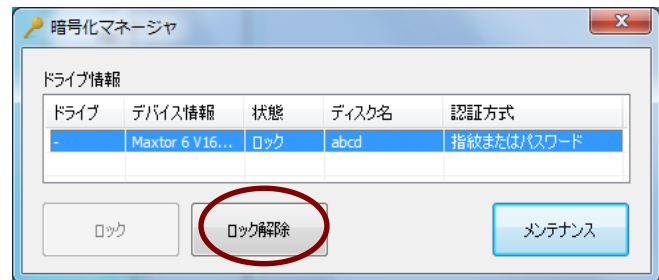 暗号化マネージャ
ドライブ情報
ドライブ デバイス情報 状態 ディスク名 認証方式
- Maxtor 6 V16... ロック abcd 指紋またはパスワード
ロック ロック解除 メンテナンス